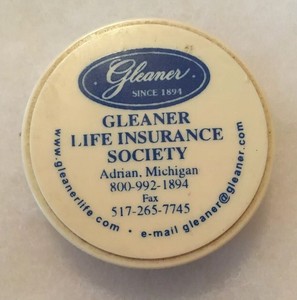 Gleaner
SINCE 1894
GLEANER
LIFE INSURANCE
SOCIETY
Adrian, Michigan
800-992-1894
Fax
517-265-7745
www.gleanerlife.com • e-mail gleaner@gleaner.com